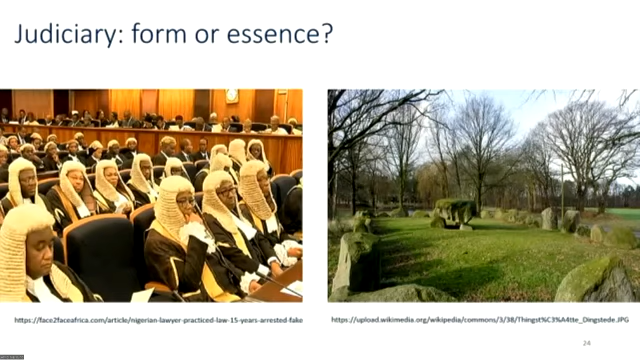 Judiciary: form or essence?
https://face2faceafrica.com/article/nigerian-lawyer-practiced-law-15-years-arrested-fake
https://upload.wikimedia.org/wikipedia/commons/3/38/Thingst%C3%A4tte_Dingstede.JPG
24